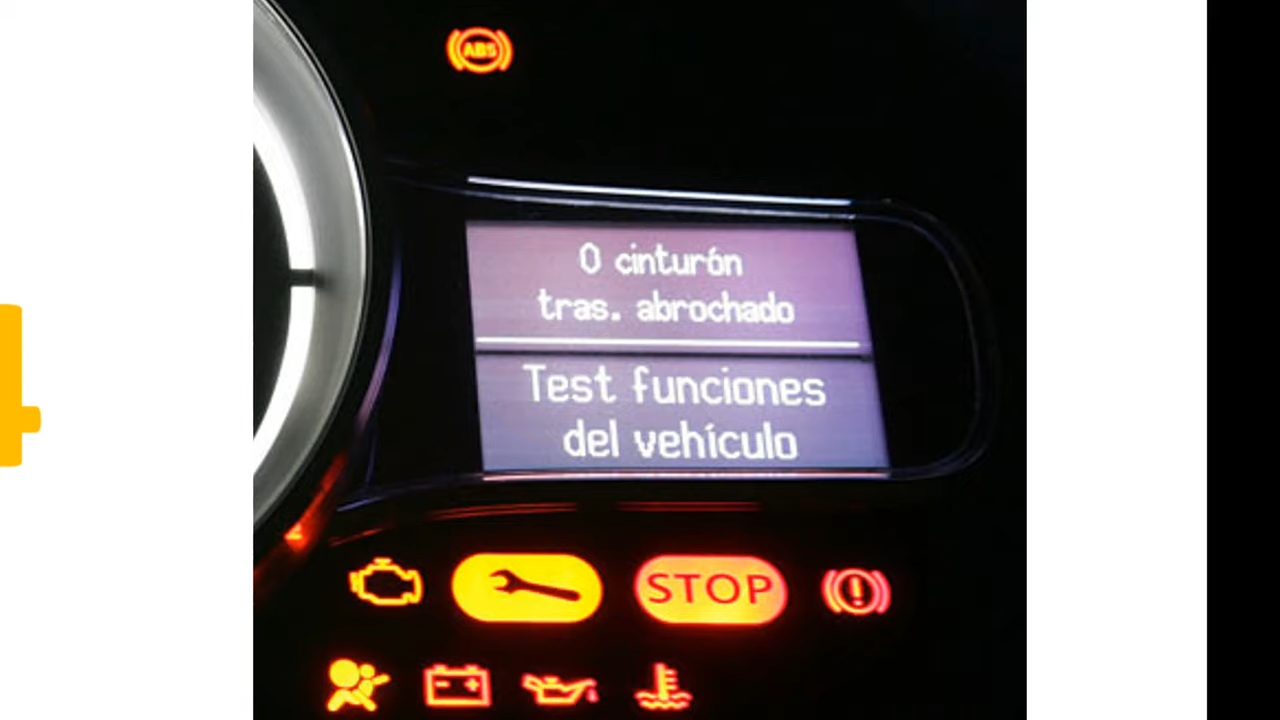 ABS
0 cinturón
tras. abrochado
Test funciones
del vehículo
STOP